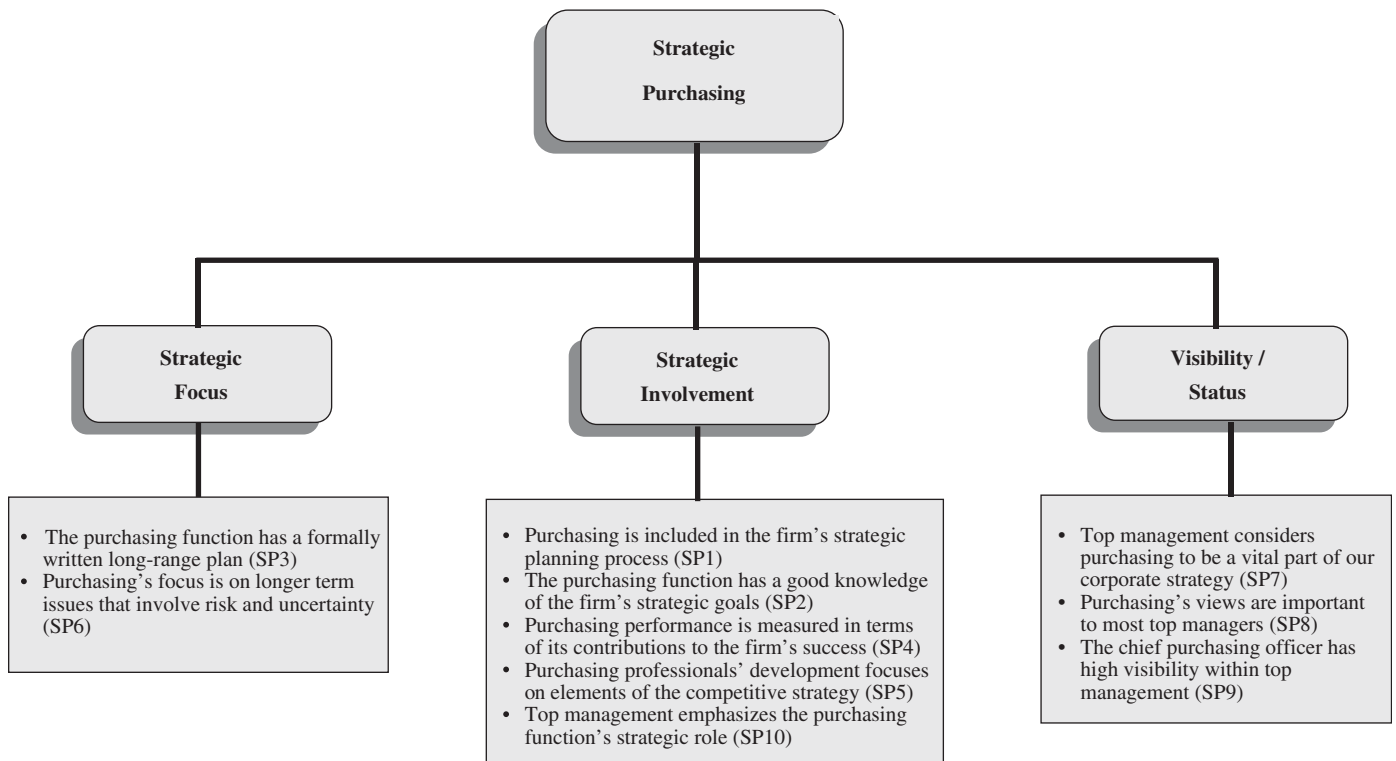 Strategic
Purchasing
Strategic
Focus
Strategic
Involvement
Visibility /
Status
• The purchasing function has a formally
written long-range plan (SP3)
• Purchasing’s focus is on longer term
issues that involve risk and uncertainty
(SP6)
• Purchasing is included in the firm’s strategic
planning process (SP1)
• The purchasing function has a good knowledge
of the firm’s strategic goals (SP2)
• Purchasing performance is measured in terms
of its contributions to the firm’s success (SP4)
• Purchasing professionals’ development focuses
on elements of the competitive strategy (SP5)
• Top management emphasizes the purchasing
function’s strategic role (SP10)
• Top management considers
purchasing to be a vital part of our
corporate strategy (SP7)
• Purchasing’s views are important
to most top managers (SP8)
• The chief purchasing officer has
high visibility within top
management (SP9)